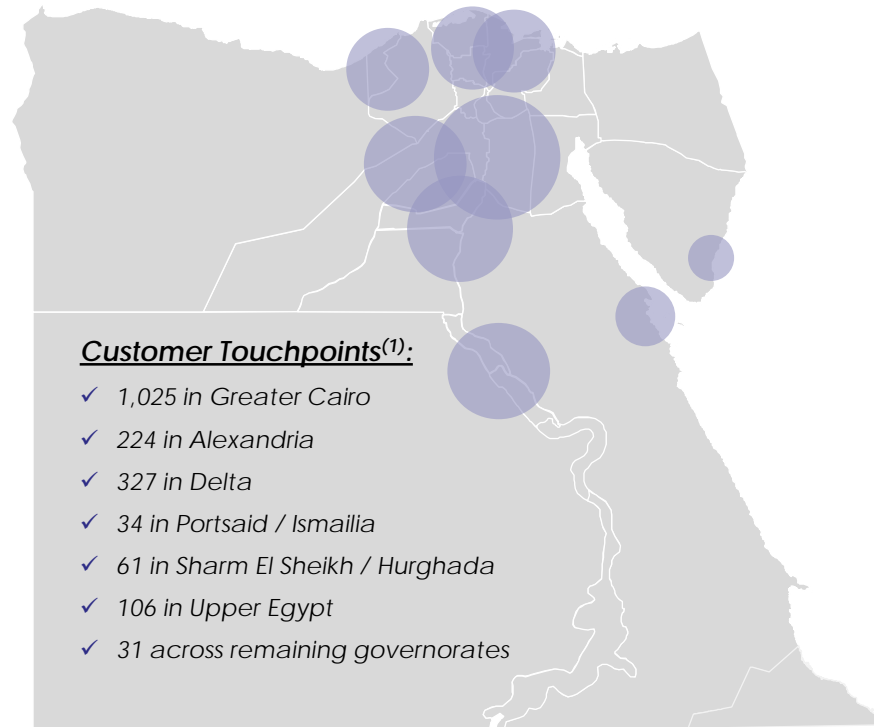 Customer Touchpoints(1):
✓ 1,025 in Greater Cairo
✓ 224 in Alexandria
✓ 327 in Delta
✓ 34 in Portsaid / Ismailia
✓ 61 in Sharm El Sheikh / Hurghada
✓ 106 in Upper Egypt
✓ 31 across remaining governorates